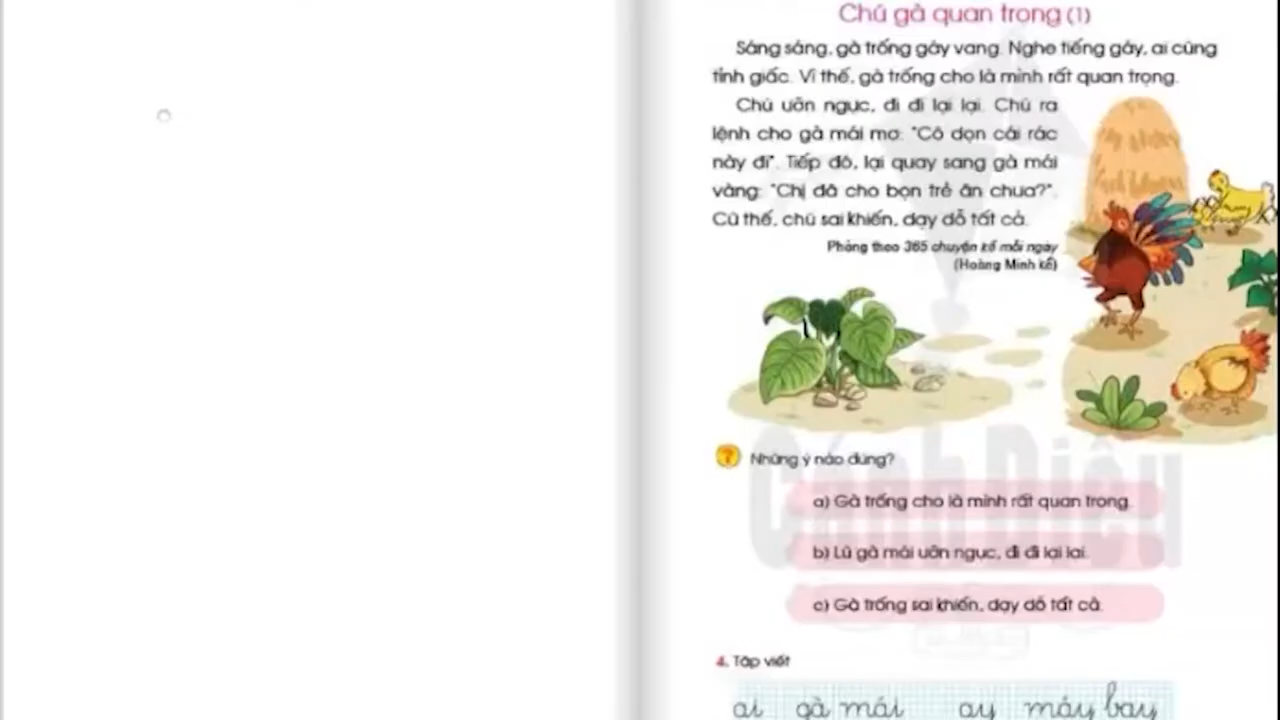 Chú gà quan trọng (1)
Sáng sáng, gà trống gáy vang. Nghe tiếng gáy, ai cũng
tỉnh giấc. Vì thế, gà trống cho là mình rất quan trọng.
Chú ưỡn ngực, đi đi lại lại. Chú ra
lệnh cho gà mái mơ: "Cô dọn cái rác
này đi". Tiếp đó, lại quay sang gà mái
vàng: "Chị đã cho bọn trẻ ăn chưa?".
Cứ thế, chú sai khiến, dạy dỗ tất cả.
Phỏng theo 365 chuyện kể mỗi ngày
(Hoàng Minh kể)
? Những ý nào đúng?
a) Gà trống cho là mình rất quan trọng.
b) Lũ gà mái ưỡn ngực, đi đi lại lại.
c) Gà trống sai khiến, dạy dỗ tất cả.
Cánh Diều
4. Tập viết
ai gà mái ay máy bay